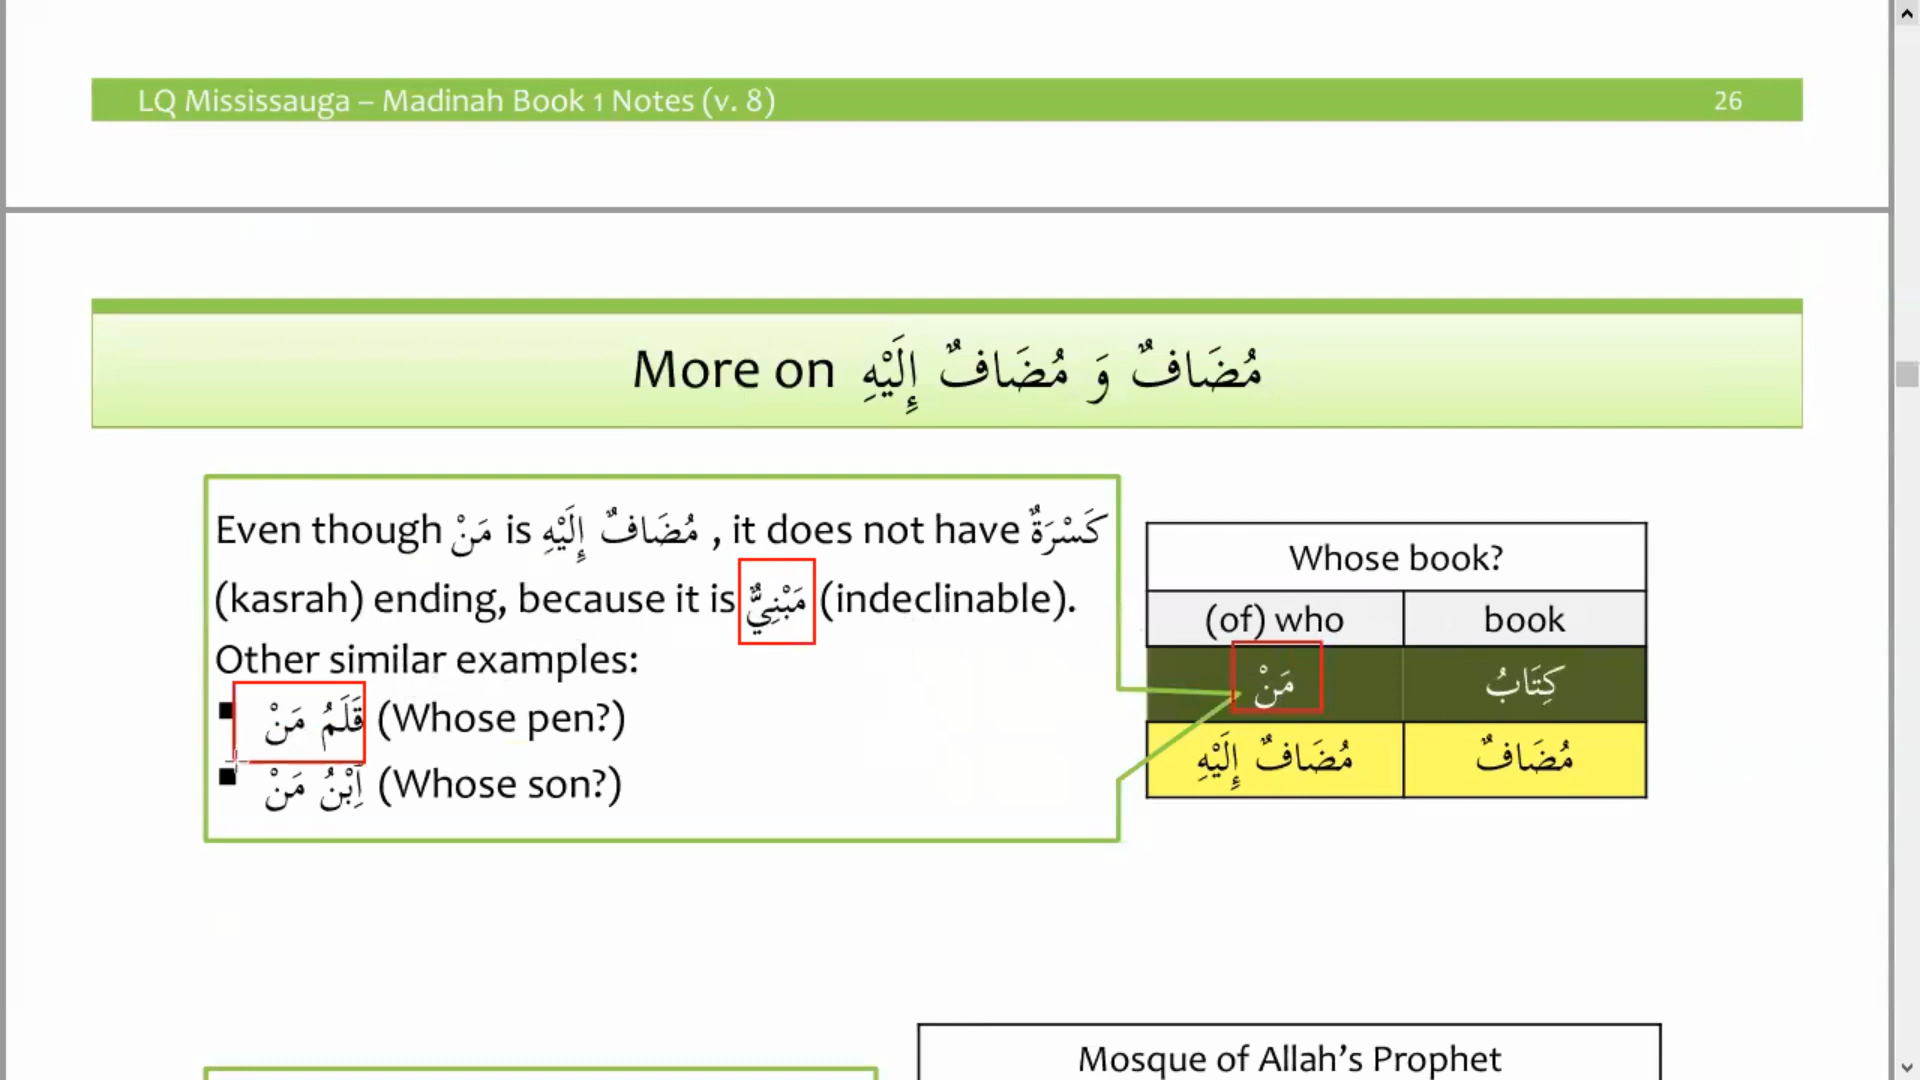 LQ Mississauga – Madinah Book 1 Notes (v. 8) 26
More on مُضَافٌ وَ مُضَافٌ إِلَيْهِ
Even though مَنْ is مُضَافٌ إِلَيْهِ , it does not have كَسْرَةٌ
(kasrah) ending, because it is مَبْنِيٌّ (indeclinable).
Other similar examples:
▪ قَلَمُ مَنْ (Whose pen?)
▪ اِبْنُ مَنْ (Whose son?)
Whose book?
(of) who book
مَنْ كِتَابُ
مُضَافٌ إِلَيْهِ مُضَافٌ
Mosque of Allah’s Prophet